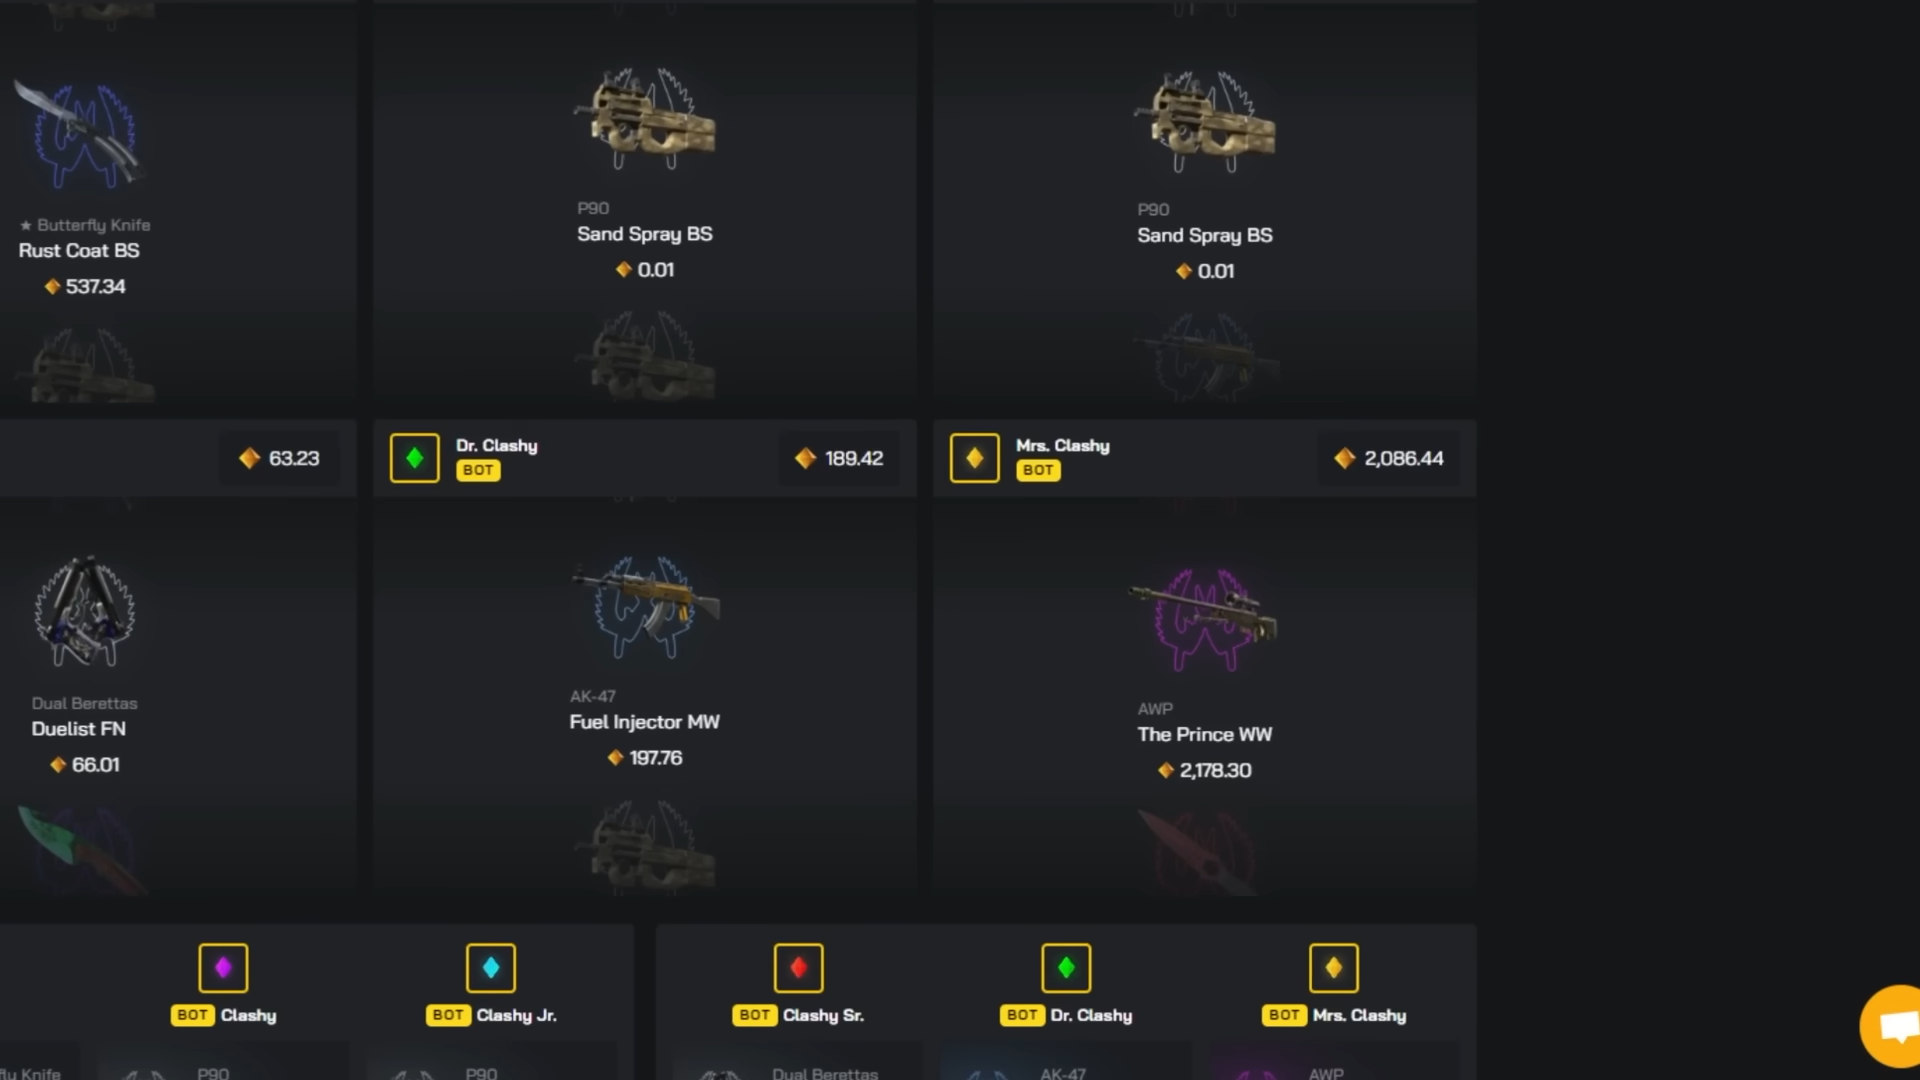 ★ Butterfly Knife
Rust Coat BS
537.34
P90
Sand Spray BS
0.01
P90
Sand Spray BS
0.01
63.23
Dr. Clashy
BOT
189.42
Mrs. Clashy
BOT
2,086.44
Dual Berettas
Duelist FN
66.01
AK-47
Fuel Injector MW
197.76
AWP
The Prince WW
2,178.30
BOT Clashy
BOT Clashy Jr.
BOT Clashy Sr.
BOT Dr. Clashy
BOT Mrs. Clashy
fly Knife
P90
P90
Dual Berettas
AK-47
AWP